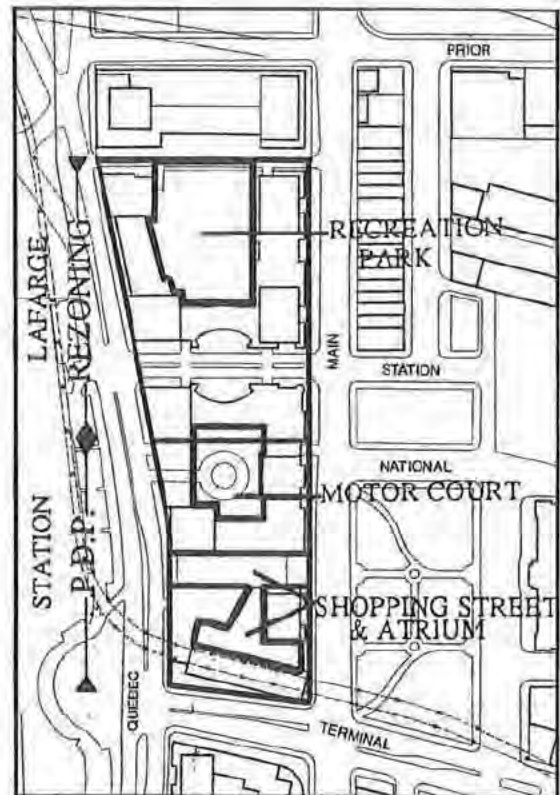 PRIOR
LAFARGE
REZONING
RECREATION
PARK
MAIN
STATION
NATIONAL
MOTOR COURT
STATION
P.D.P.
SHOPPING STREET
& ATRIUM
QUEBEC
TERMINAL